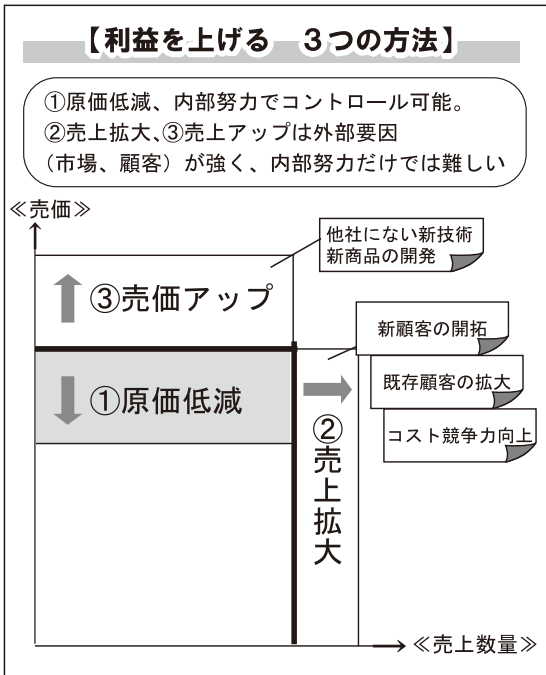 【利益を上げる 3つの方法】
①原価低減、内部努力でコントロール可能。
②売上拡大、③売上アップは外部要因
(市場、顧客)が強く、内部努力だけでは難しい
≪売価≫
他社にない新技術
新商品の開発
③売価アップ
新顧客の開拓
既存顧客の拡大
コスト競争力向上
①原価低減
②売上拡大
≪売上数量≫